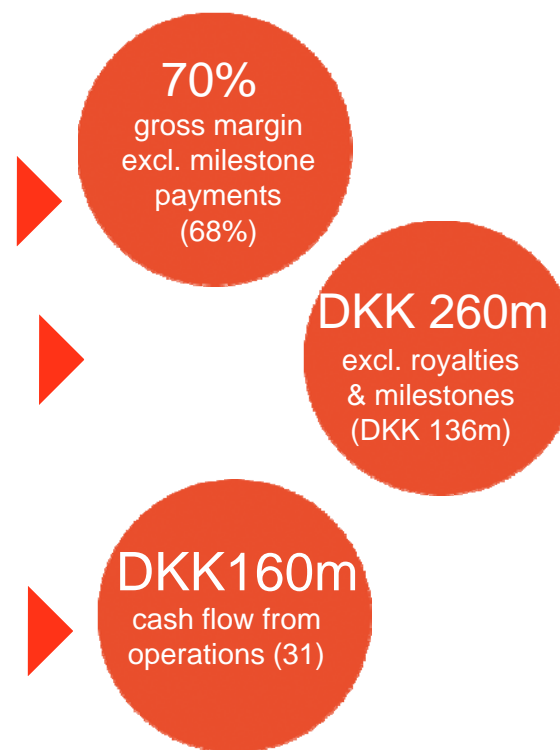 70%
gross margin
excl. milestone
payments
(68%)
DKK 260m
excl. royalties
& milestones
(DKK 136m)
DKK160m
cash flow from
operations (31)